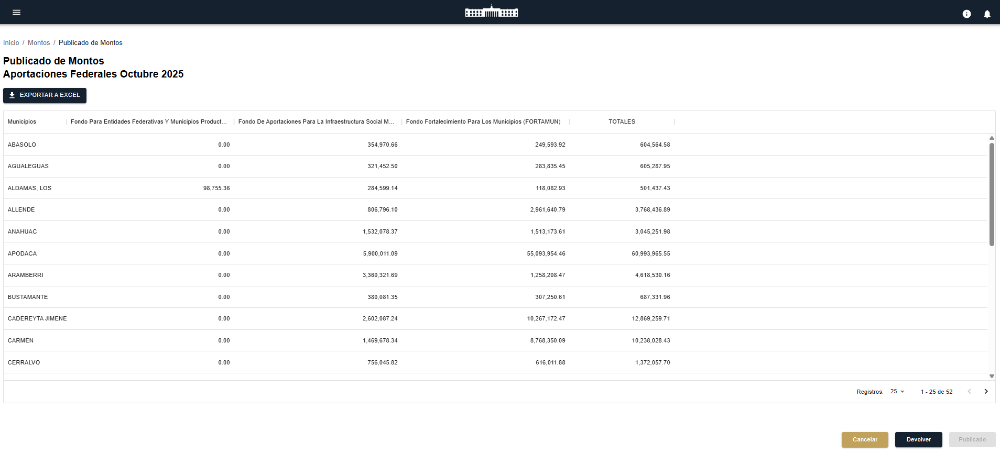 Inicio / Montos / Publicado de Montos
Publicado de Montos
Aportaciones Federales Octubre 2025
EXPORTAR A EXCEL
Municipios Fondo Para Entidades Federativas Y Municipios Product... Fondo De Aportaciones Para La Infraestructura Social M... Fondo Fortalecimiento Para Los Municipios (FORTAMUN) TOTALES
ABASOLO 0.00 354,970.66 249,593.92 604,564.58
AGUALEGUAS 0.00 321,452.50 283,835.45 605,287.95
ALDAMAS, LOS 98,755.36 284,599.14 118,082.93 501,437.43
ALLENDE 0.00 806,796.10 2,961,640.79 3,768,436.89
ANAHUAC 0.00 1,532,078.37 1,513,173.61 3,045,251.98
APODACA 0.00 5,900,011.09 55,093,954.46 60,993,965.55
ARAMBERRI 0.00 3,360,321.69 1,258,208.47 4,618,530.16
BUSTAMANTE 0.00 380,081.35 307,250.61 687,331.96
CADEREYTA JIMENE 0.00 2,602,087.24 10,267,172.47 12,869,259.71
CARMEN 0.00 1,469,678.34 8,768,350.09 10,238,028.43
CERRALVO 0.00 756,045.82 616,011.88 1,372,057.70
Registros: 25 1 - 25 de 52
Cancelar Devolver Publicado